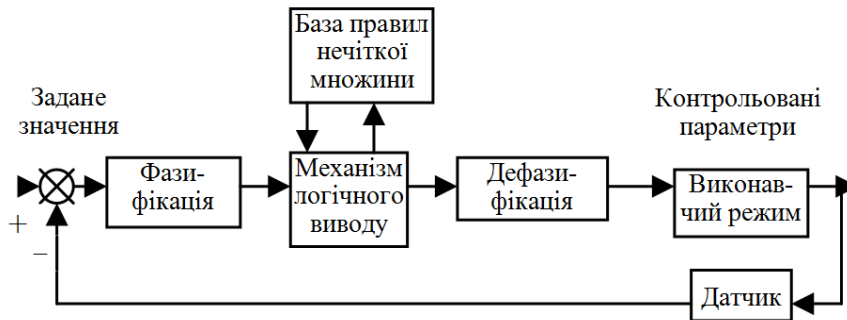 База правил
нечіткої
множини
Задане
значення
Контрольовані
параметри
Фази-
фікація
Механізм
логічного
виводу
Дефази-
фікація
Виконав-
чий режим
+
−
Датчик